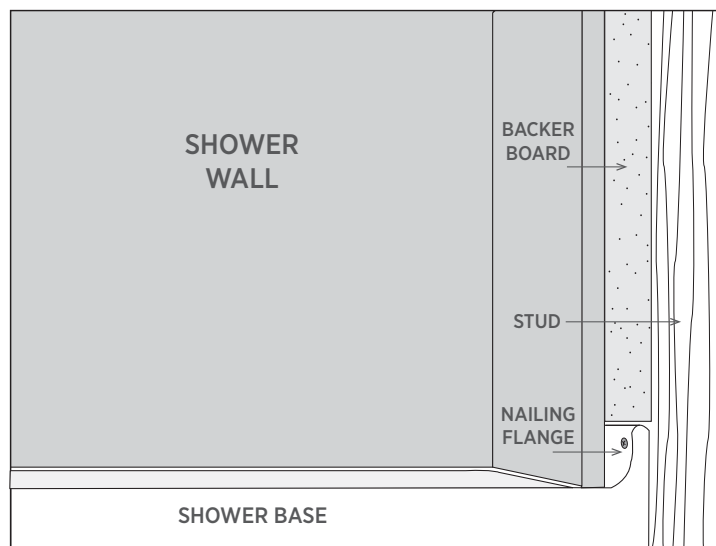 SHOWER
WALL
BACKER
BOARD
STUD
NAILING
FLANGE
SHOWER BASE